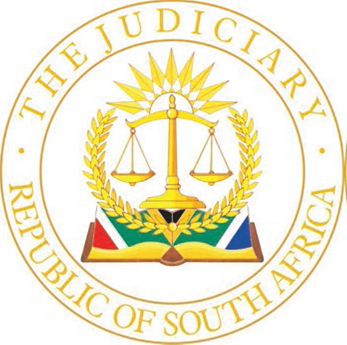 THE JUDICIARY
REPUBLIC OF SOUTH AFRICA